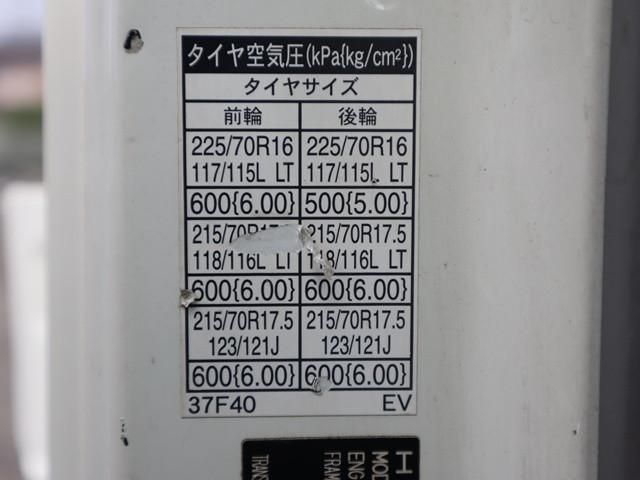 タイヤ空気圧(kPa{kg/cm²})
タイヤサイズ
前輪 後輪
225/70R16 225/70R16
117/115L LT 117/115L LT
600{6.00} 500{5.00}
215/70R17.5 215/70R17.5
118/116L LT 118/116L LT
600{6.00} 600{6.00}
215/70R17.5 215/70R17.5
123/121J 123/121J
600{6.00} 600{6.00}
37F40 EV